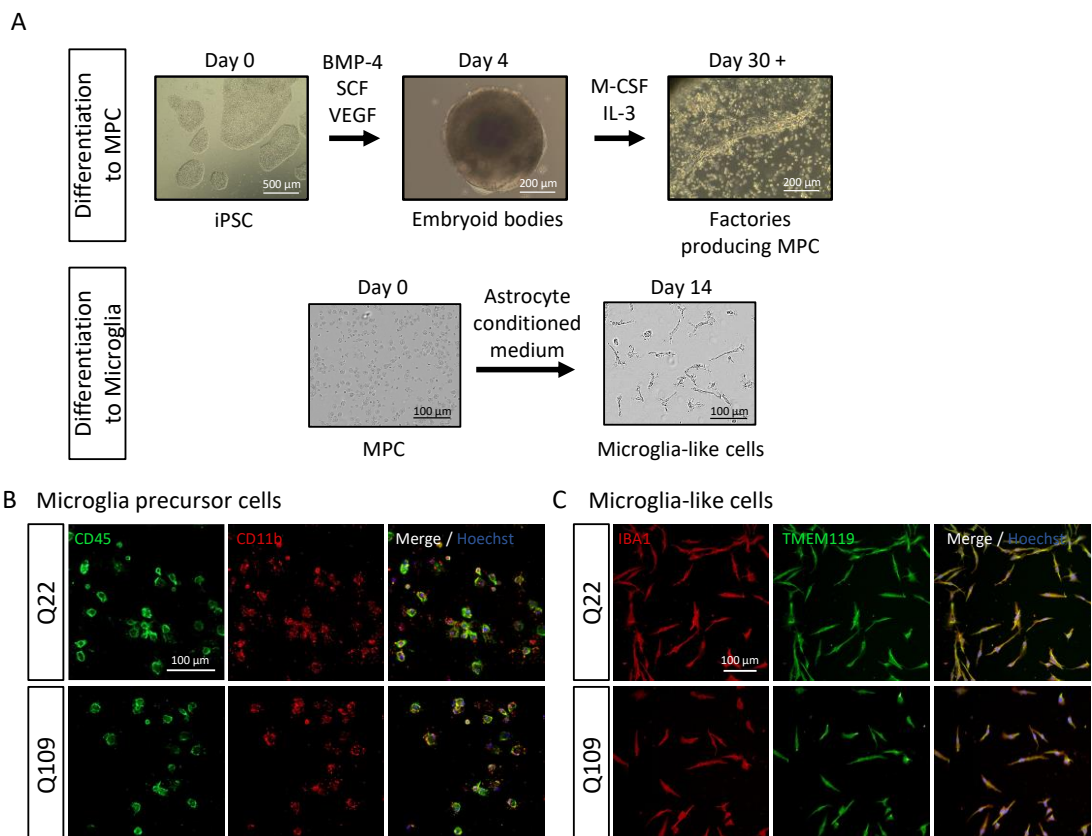 A
Differentiation
to MPC
Day 0
BMP-4
SCF
VEGF
Day 4
M-CSF
IL-3
Day 30 +
500 µm
200 µm
200 µm
iPSC
Embryoid bodies
Factories
producing MPC
Differentiation
to Microglia
Day 0
Astrocyte
conditioned
medium
Day 14
100 µm
100 µm
MPC
Microglia-like cells
B Microglia precursor cells
C Microglia-like cells
Q22
CD45
CD11b
Merge / Hoechst
100 µm
Q22
IBA1
TMEM119
Merge / Hoechst
100 µm
Q109
Q109